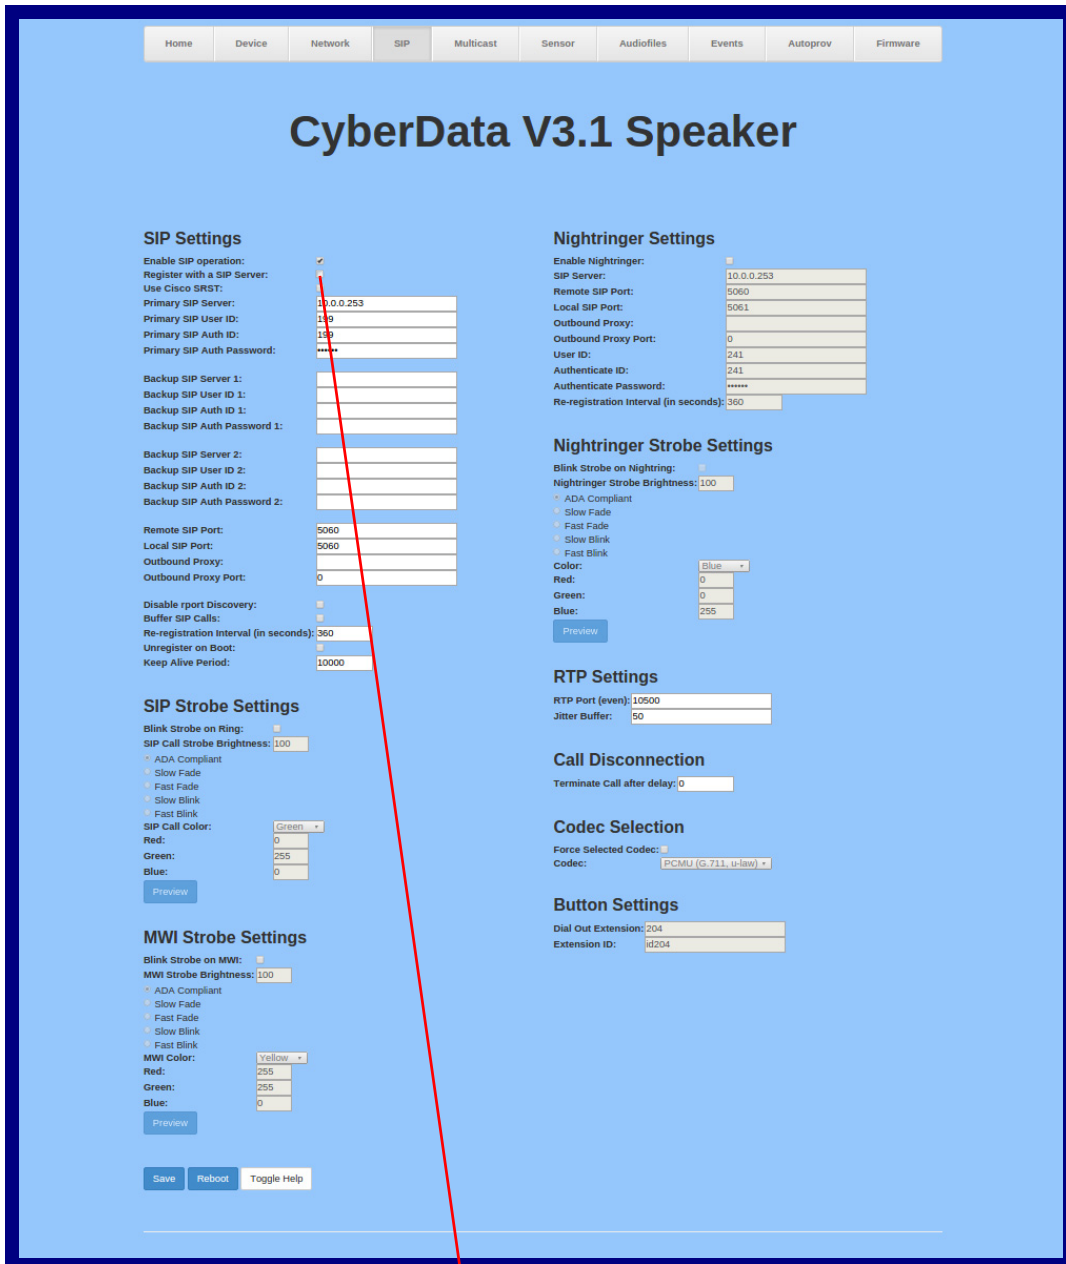 Home Device Network SIP Multicast Sensor Audiofiles Events Autoprov Firmware
CyberData V3.1 Speaker
SIP Settings
Enable SIP operation:
Register with a SIP Server:
Use Cisco SRST:
Primary SIP Server: 10.0.0.253
Primary SIP User ID: 199
Primary SIP Auth ID: 199
Primary SIP Auth Password: ••••••
Backup SIP Server 1:
Backup SIP User ID 1:
Backup SIP Auth ID 1:
Backup SIP Auth Password 1:
Backup SIP Server 2:
Backup SIP User ID 2:
Backup SIP Auth ID 2:
Backup SIP Auth Password 2:
Remote SIP Port: 5060
Local SIP Port: 5060
Outbound Proxy:
Outbound Proxy Port: 0
Disable rport Discovery:
Buffer SIP Calls:
Re-registration Interval (in seconds): 360
Unregister on Boot:
Keep Alive Period: 10000
SIP Strobe Settings
Blink Strobe on Ring:
SIP Call Strobe Brightness: 100
ADA Compliant
Slow Fade
Fast Fade
Slow Blink
Fast Blink
SIP Call Color: Green
Red: 0
Green: 255
Blue: 0
Preview
MWI Strobe Settings
Blink Strobe on MWI:
MWI Strobe Brightness: 100
ADA Compliant
Slow Fade
Fast Fade
Slow Blink
Fast Blink
MWI Color: Yellow
Red: 255
Green: 255
Blue: 0
Preview
Save Reboot Toggle Help
Nightringer Settings
Enable Nightringer:
SIP Server: 10.0.0.253
Remote SIP Port: 5060
Local SIP Port: 5061
Outbound Proxy:
Outbound Proxy Port: 0
User ID: 241
Authenticate ID: 241
Authenticate Password: ••••••
Re-registration Interval (in seconds): 360
Nightringer Strobe Settings
Blink Strobe on Nightring:
Nightringer Strobe Brightness: 100
ADA Compliant
Slow Fade
Fast Fade
Slow Blink
Fast Blink
Color: Blue
Red: 0
Green: 0
Blue: 255
Preview
RTP Settings
RTP Port (even): 10500
Jitter Buffer: 50
Call Disconnection
Terminate Call after delay: 0
Codec Selection
Force Selected Codec:
Codec: PCMU (G.711, u-law)
Button Settings
Dial Out Extension: 204
Extension ID: id204